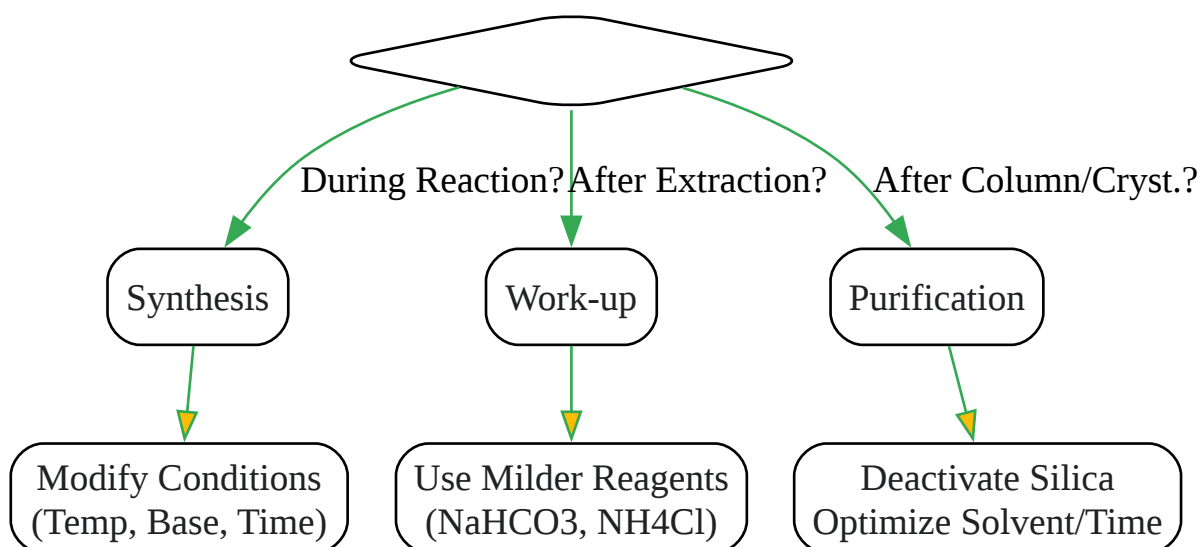 During Reaction?
After Extraction?
After Column/Cryst.?
Synthesis
Work-up
Purification
Modify Conditions
(Temp, Base, Time)
Use Milder Reagents
(NaHCO3, NH4Cl)
Deactivate Silica
Optimize Solvent/Time